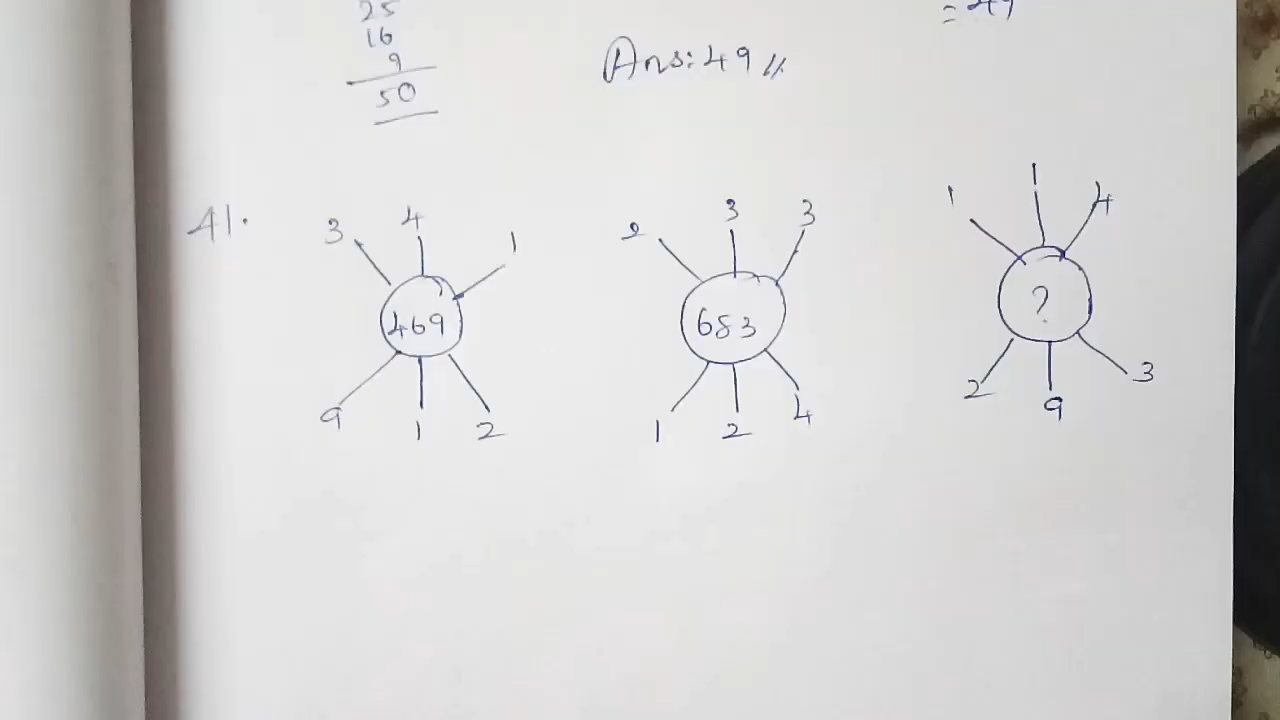 25
16
9
50
= 49
Ans: 49 //
41.
3 4 1
469
9 1 2
2 3 3
683
1 2 4
1 1 4
?
2 9 3